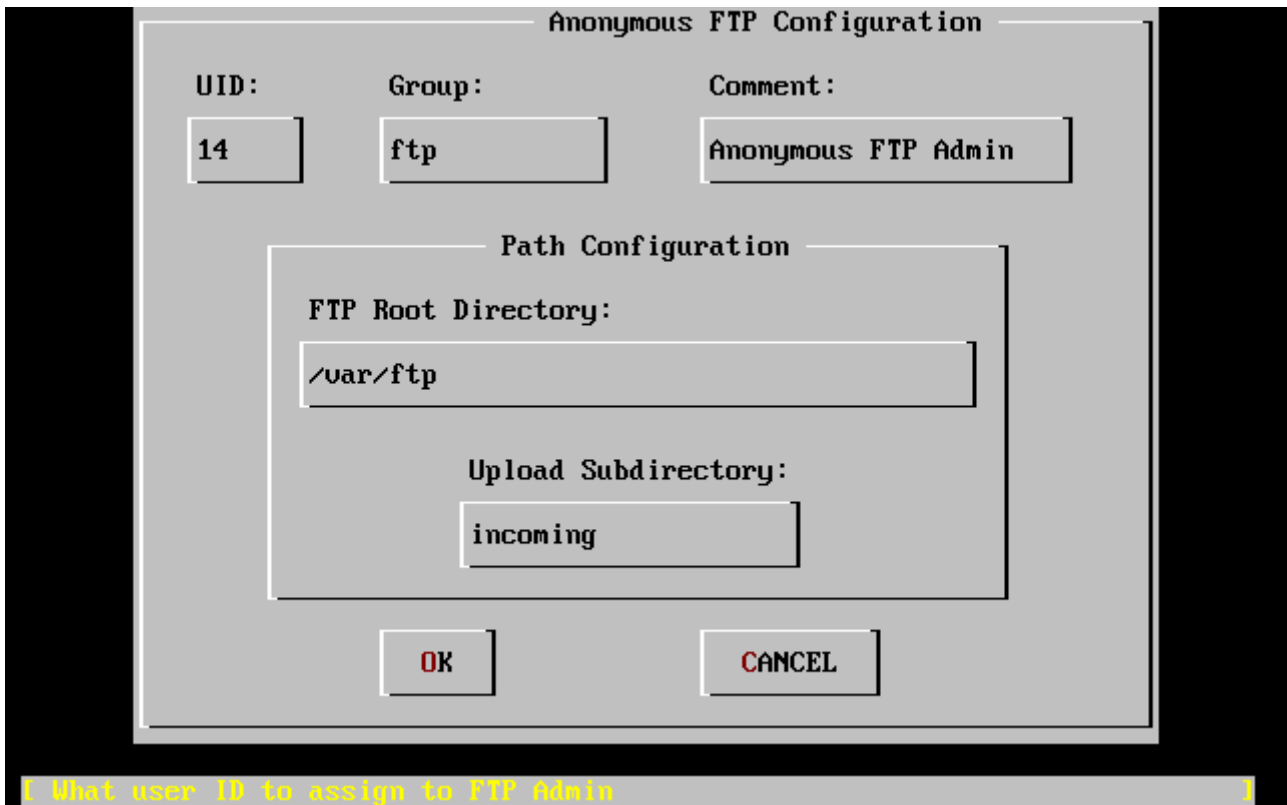 Anonymous FTP Configuration
UID: Group: Comment:
14 ftp Anonymous FTP Admin
Path Configuration
FTP Root Directory:
/var/ftp
Upload Subdirectory:
incoming
OK CANCEL
[ What user ID to assign to FTP Admin ]